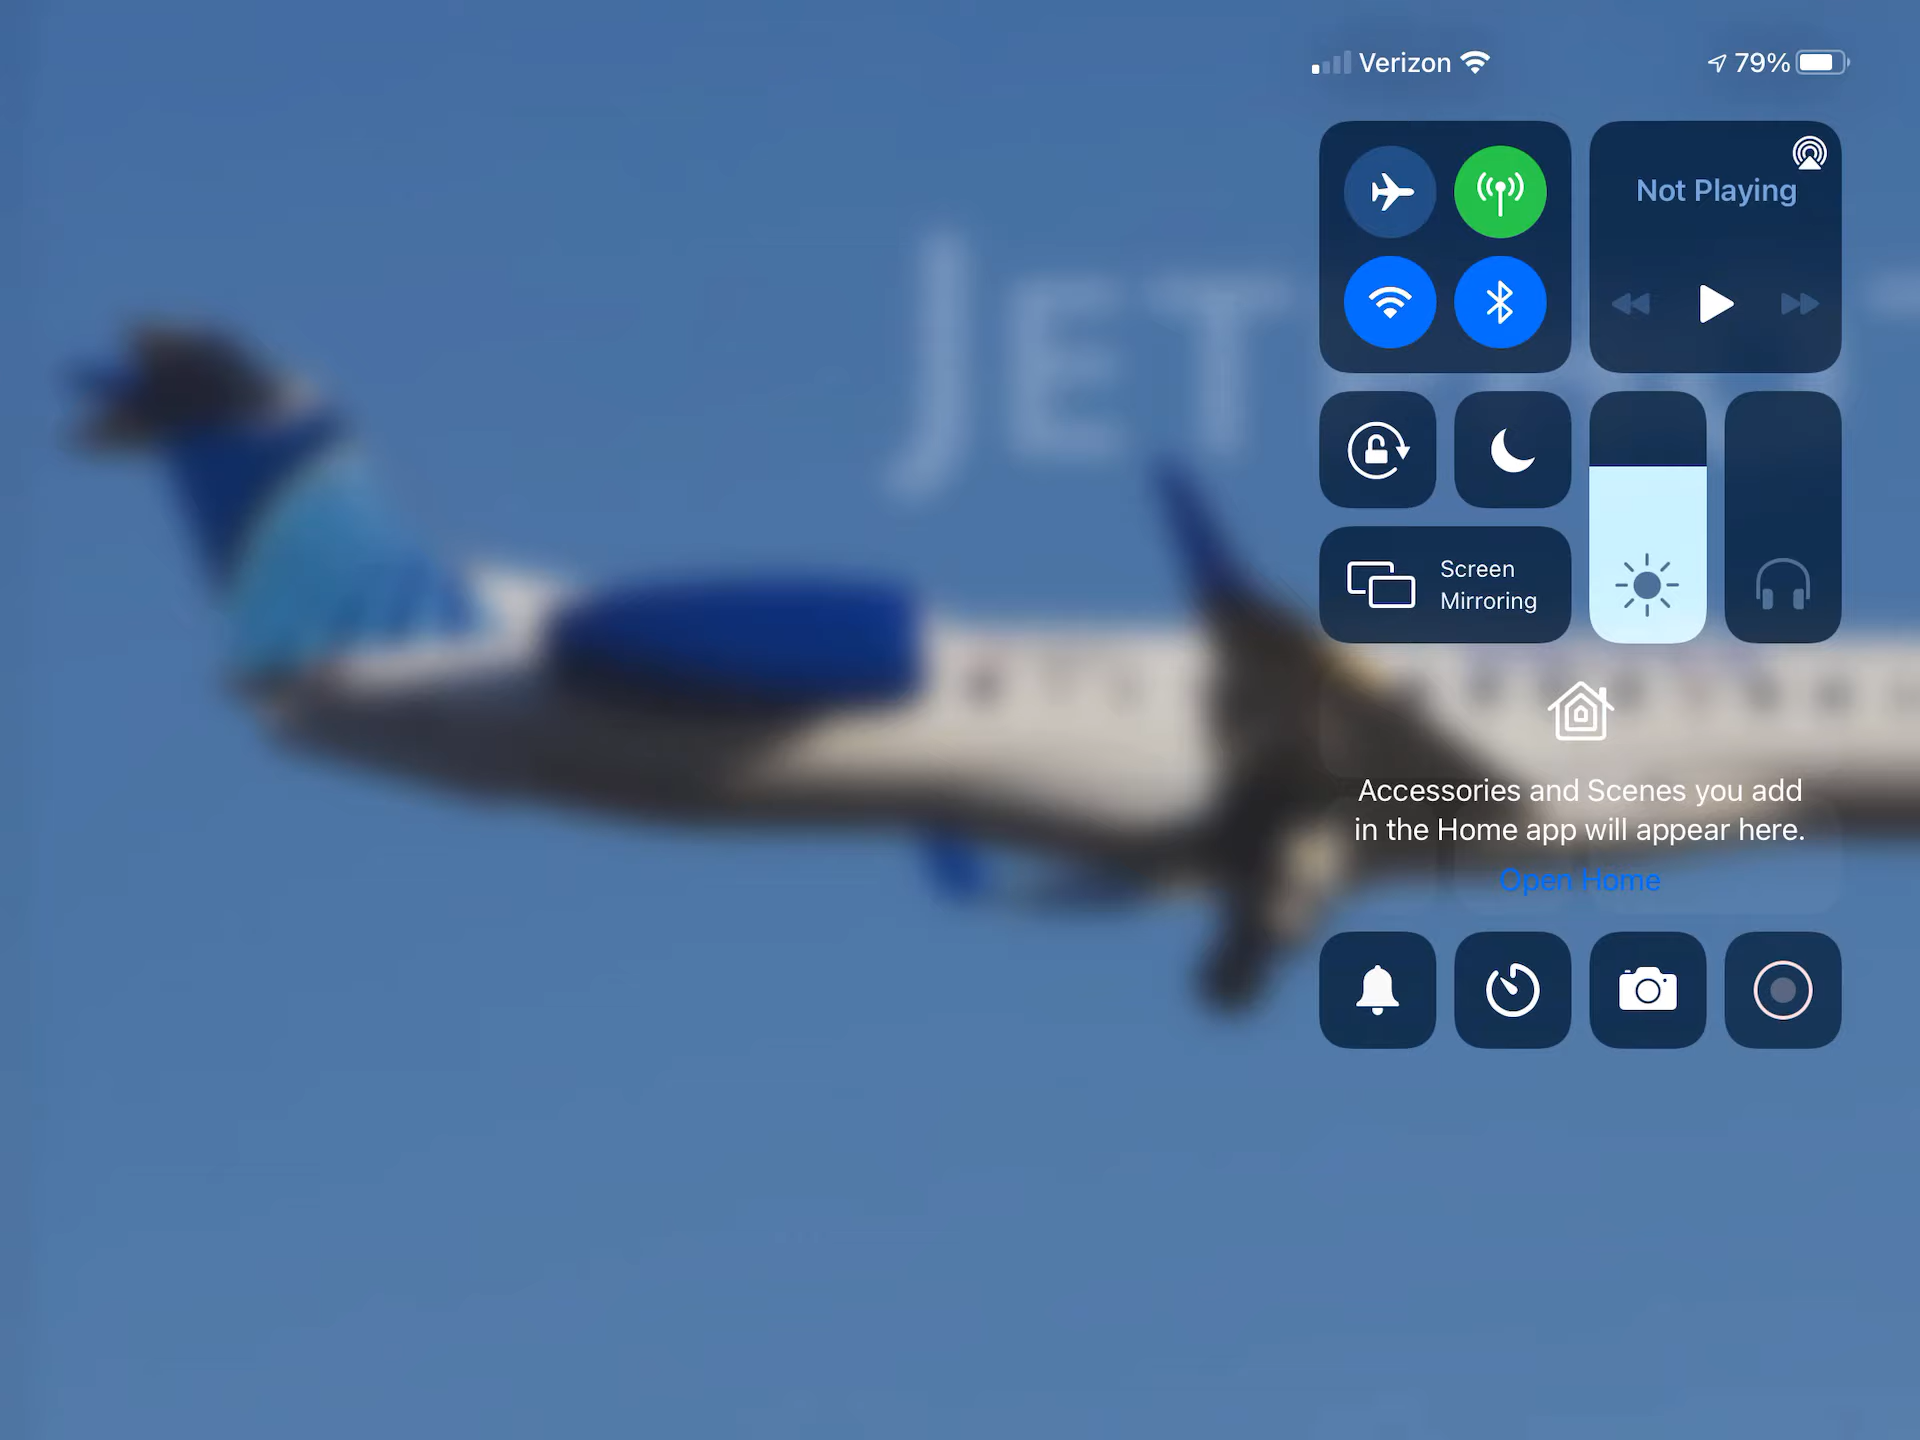 Verizon
79%
Not Playing
Screen
Mirroring
Accessories and Scenes you add
in the Home app will appear here.
Open Home